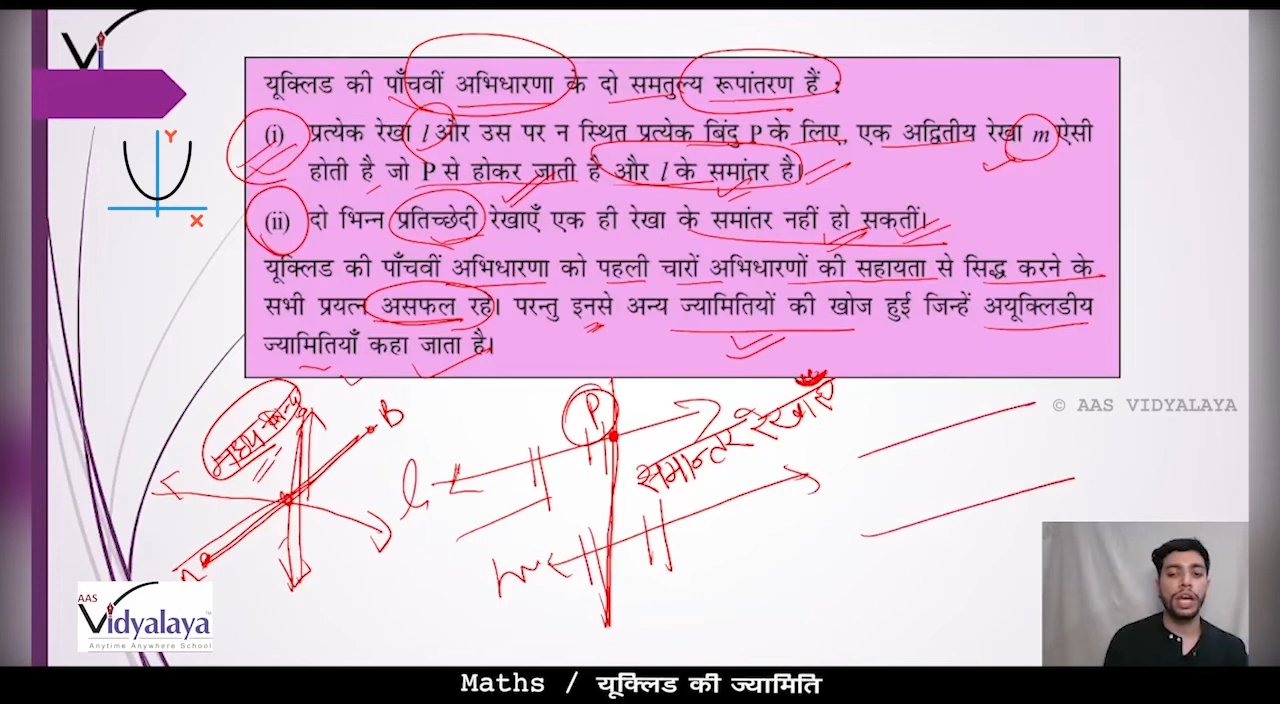 यूक्लिड की पाँचवीं अभिधारणा के दो समतुल्य रूपांतरण हैं :
(i) प्रत्येक रेखा l और उस पर न स्थित प्रत्येक बिंदु P के लिए, एक अद्वितीय रेखा m ऐसी
होती है जो P से होकर जाती है और l के समांतर है।
(ii) दो भिन्न प्रतिच्छेदी रेखाएँ एक ही रेखा के समांतर नहीं हो सकतीं।
यूक्लिड की पाँचवीं अभिधारणा को पहली चारों अभिधारणों की सहायता से सिद्ध करने के
सभी प्रयत्न असफल रहे। परन्तु इनसे अन्य ज्यामितियों की खोज हुई जिन्हें अयूक्लिडीय
ज्यामितियाँ कहा जाता है।
Y
X
© AAS VIDYALAYA
B
P
समान्तर रेखाएँ
l
m
AAS
Vidyalaya
Anytime Anywhere School
Maths / यूक्लिड की ज्यामिति